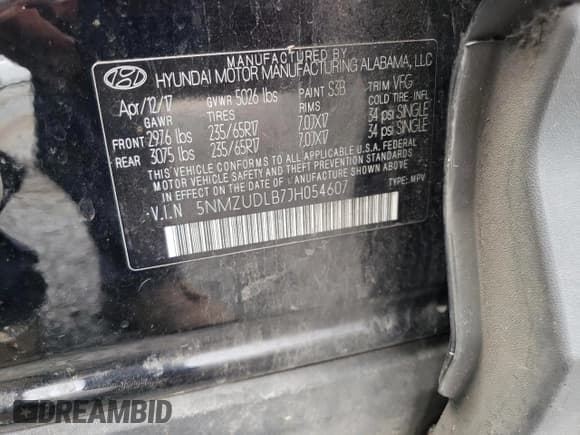 MANUFACTURED BY
HYUNDAI MOTOR MANUFACTURING ALABAMA, LLC
Apr/12/17 GVWR 5026 lbs PAINT S3B TRIM VFG
GAWR TIRES RIMS COLD TIRE-INFL
FRONT 2976 lbs 235/65R17 7.07X17 34 psi SINGLE
REAR 3075 lbs 235/65R17 7.07X17 34 psi SINGLE
THIS VEHICLE CONFORMS TO ALL APPLICABLE U.S.A FEDERAL
MOTOR VEHICLE SAFETY AND THEFT PREVENTION STANDARDS
IN EFFECT ON THE DATE OF MANUFACTURE SHOWN ABOVE.
V.I.N 5NMZUDLB7JH054607 TYPE: MPV
DREAMBID